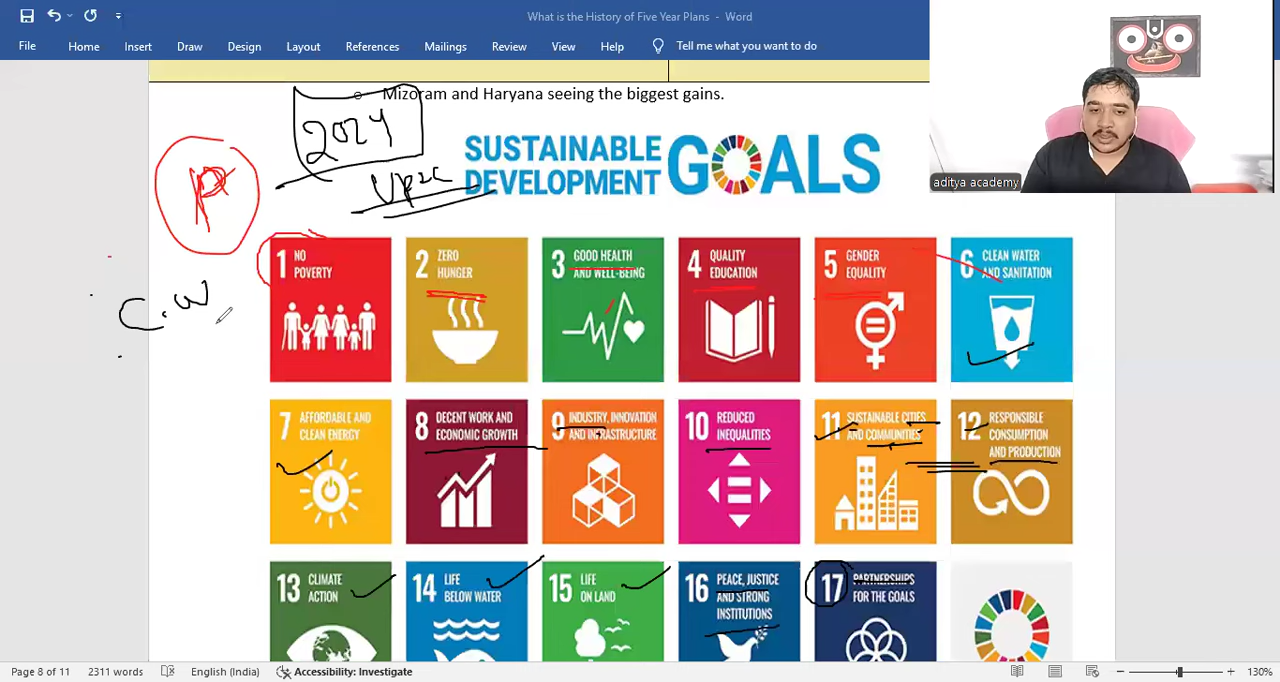 What is the History of Five Year Plans - Word
File Home Insert Draw Design Layout References Mailings Review View Help Tell me what you want to do
Mizoram and Haryana seeing the biggest gains.
2024
UPSC
P
C.W
SUSTAINABLE
DEVELOPMENT
GOALS
aditya academy
1 NO
POVERTY
2 ZERO
HUNGER
3 GOOD HEALTH
AND WELL-BEING
4 QUALITY
EDUCATION
5 GENDER
EQUALITY
6 CLEAN WATER
AND SANITATION
7 AFFORDABLE AND
CLEAN ENERGY
8 DECENT WORK AND
ECONOMIC GROWTH
9 INDUSTRY, INNOVATION
AND INFRASTRUCTURE
10 REDUCED
INEQUALITIES
11 SUSTAINABLE CITIES
AND COMMUNITIES
12 RESPONSIBLE
CONSUMPTION
AND PRODUCTION
13 CLIMATE
ACTION
14 LIFE
BELOW WATER
15 LIFE
ON LAND
16 PEACE, JUSTICE
AND STRONG
INSTITUTIONS
17 PARTNERSHIPS
FOR THE GOALS
Page 8 of 11 2311 words English (India) Accessibility: Investigate 130%